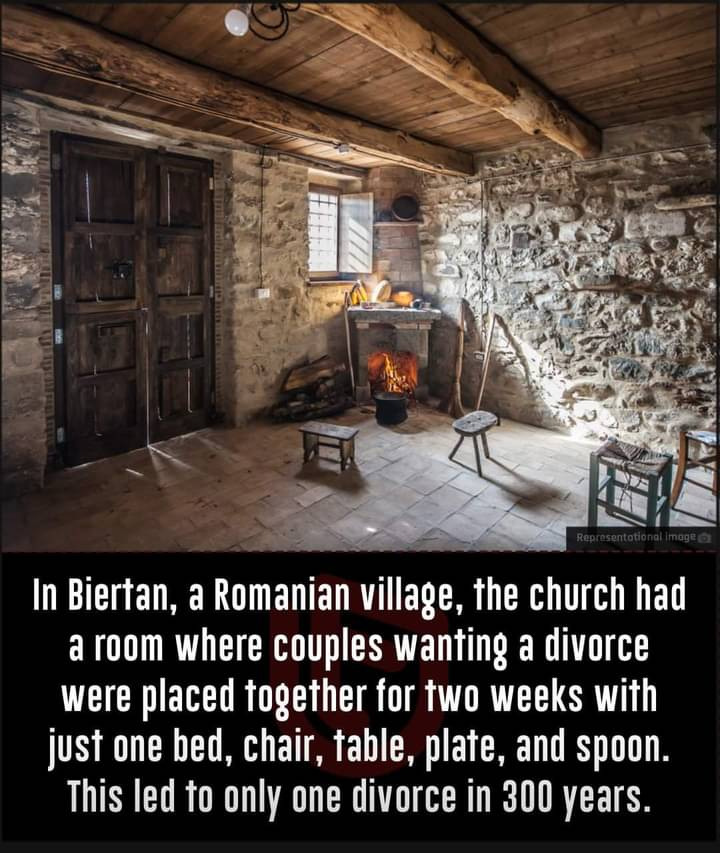 Representational image
In Biertan, a Romanian village, the church had
a room where couples wanting a divorce
were placed together for two weeks with
just one bed, chair, table, plate, and spoon.
This led to only one divorce in 300 years.